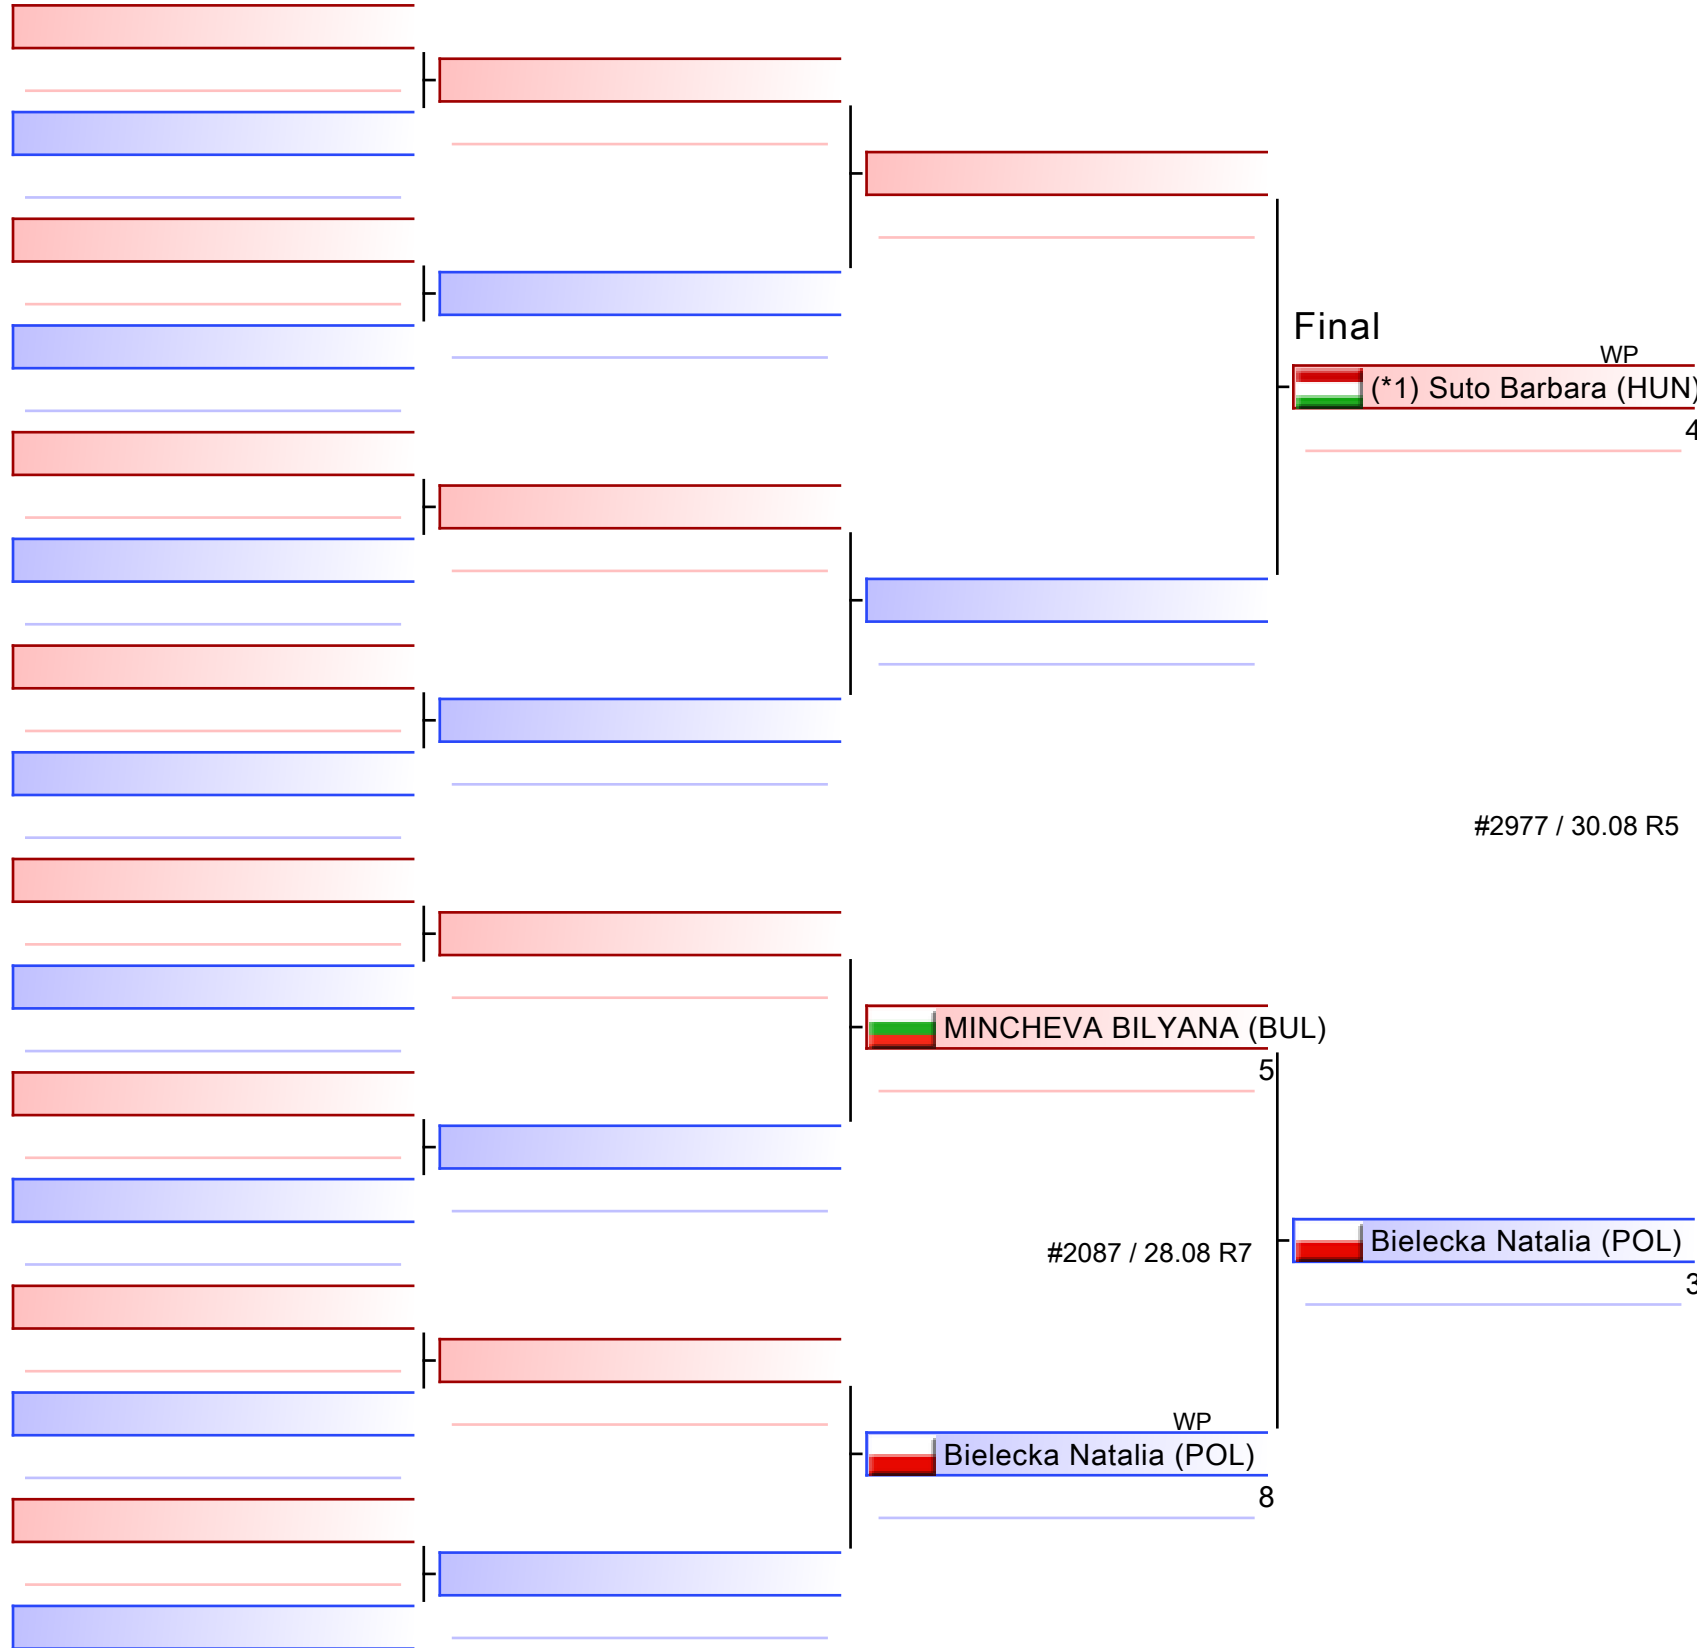 Final
WP
(*1) Suto Barbara (HUN)
4
#2977 / 30.08 R5
MINCHEVA BILYANA (BUL)
5
#2087 / 28.08 R7
Bielecka Natalia (POL)
3
WP
Bielecka Natalia (POL)
8